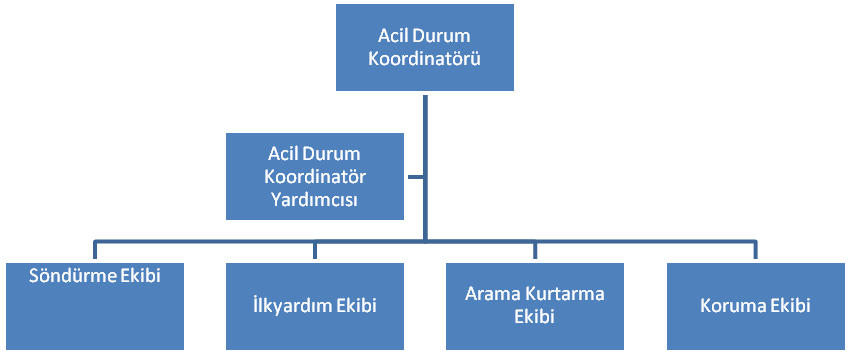 Acil Durum
Koordinatörü
Acil Durum
Koordinatör
Yardımcısı
Söndürme Ekibi
İlkyardım Ekibi
Arama Kurtarma
Ekibi
Koruma Ekibi